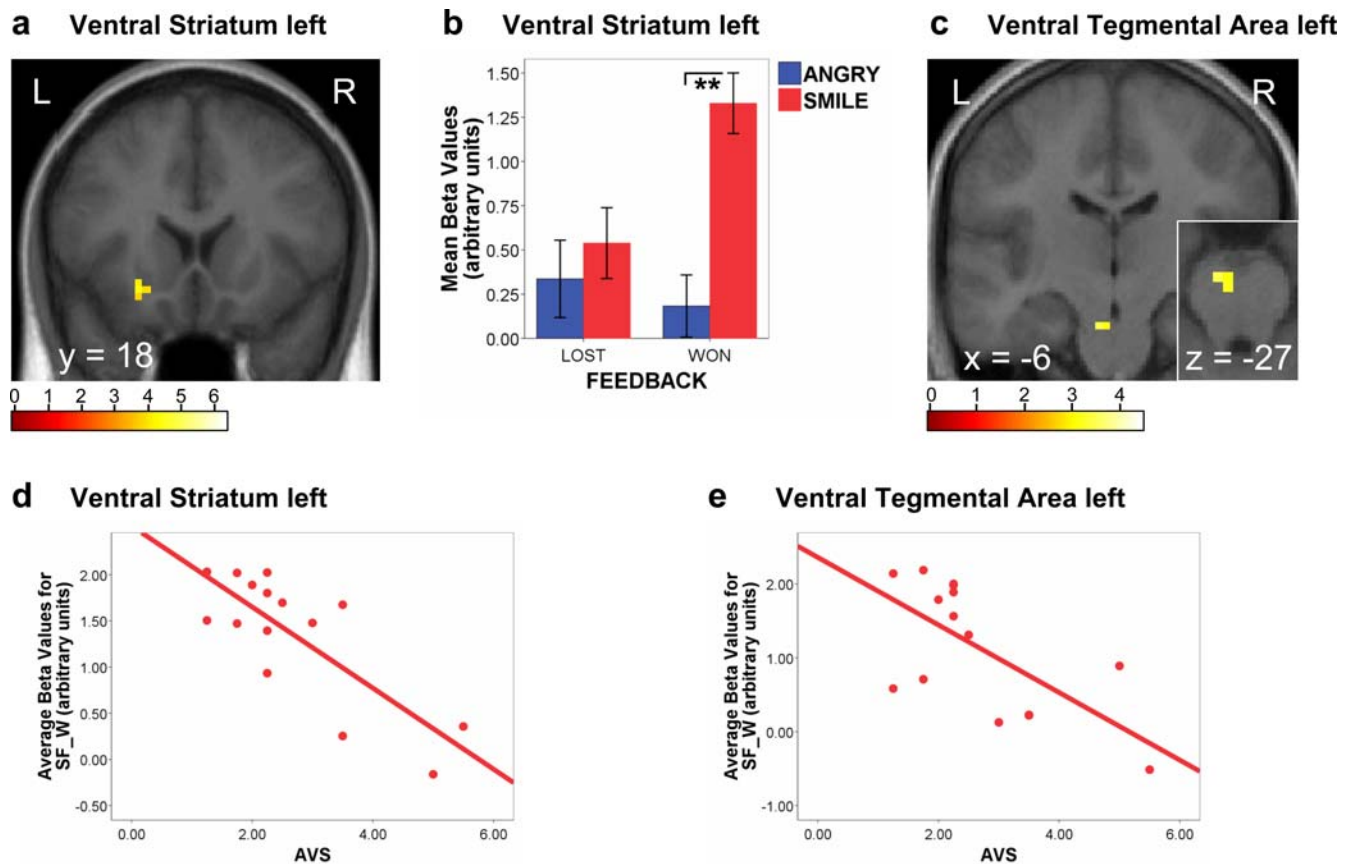 a Ventral Striatum left
L R
y = 18
0 1 2 3 4 5 6
b Ventral Striatum left
Mean Beta Values
(arbitrary units)
1.50
1.25
1.00
0.75
0.50
0.25
0.00
**
ANGRY
SMILE
LOST WON
FEEDBACK
c Ventral Tegmental Area left
L R
x = -6
z = -27
0 1 2 3 4
d Ventral Striatum left
Average Beta Values for
SF_W (arbitrary units)
2.00
1.50
1.00
0.50
0.00
-0.50
0.00 2.00 4.00 6.00
AVS
e Ventral Tegmental Area left
Average Beta Values for
SF_W (arbitrary units)
2.00
1.00
0.00
-1.00
0.00 2.00 4.00 6.00
AVS